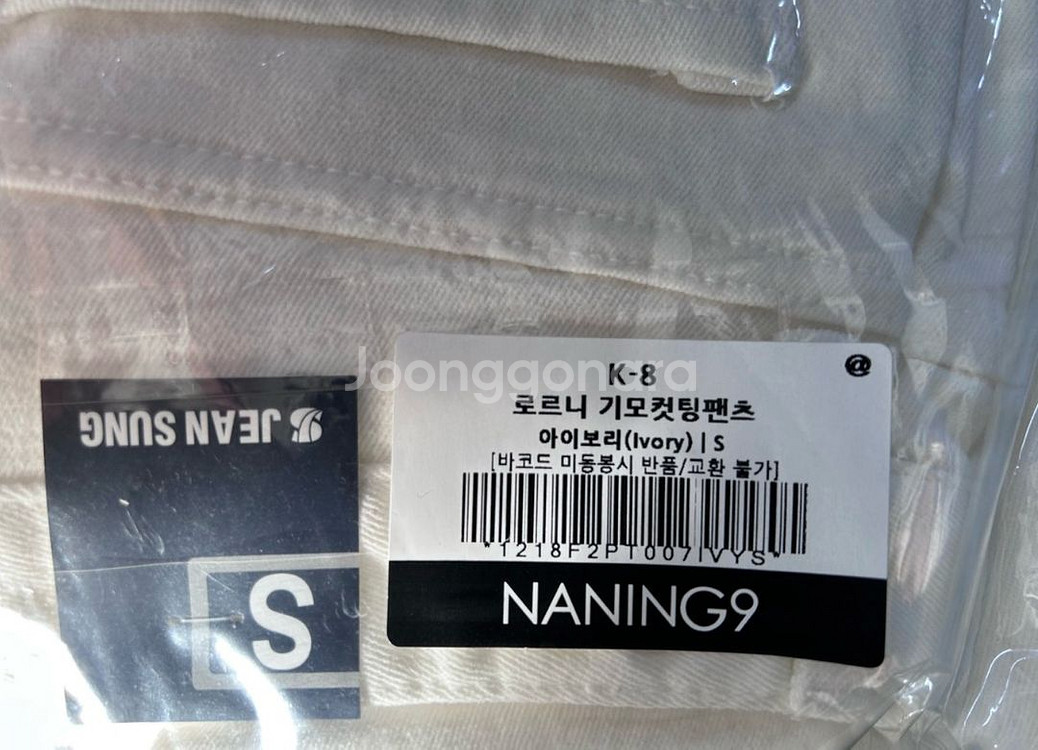 Joonggonara
@
K-8
로르니 기모컷팅팬츠
아이보리(Ivory) | S
[바코드 미동봉시 반품/교환 불가]
*1218F2PT007IVYS*
NANING9
JEAN SUNG
S